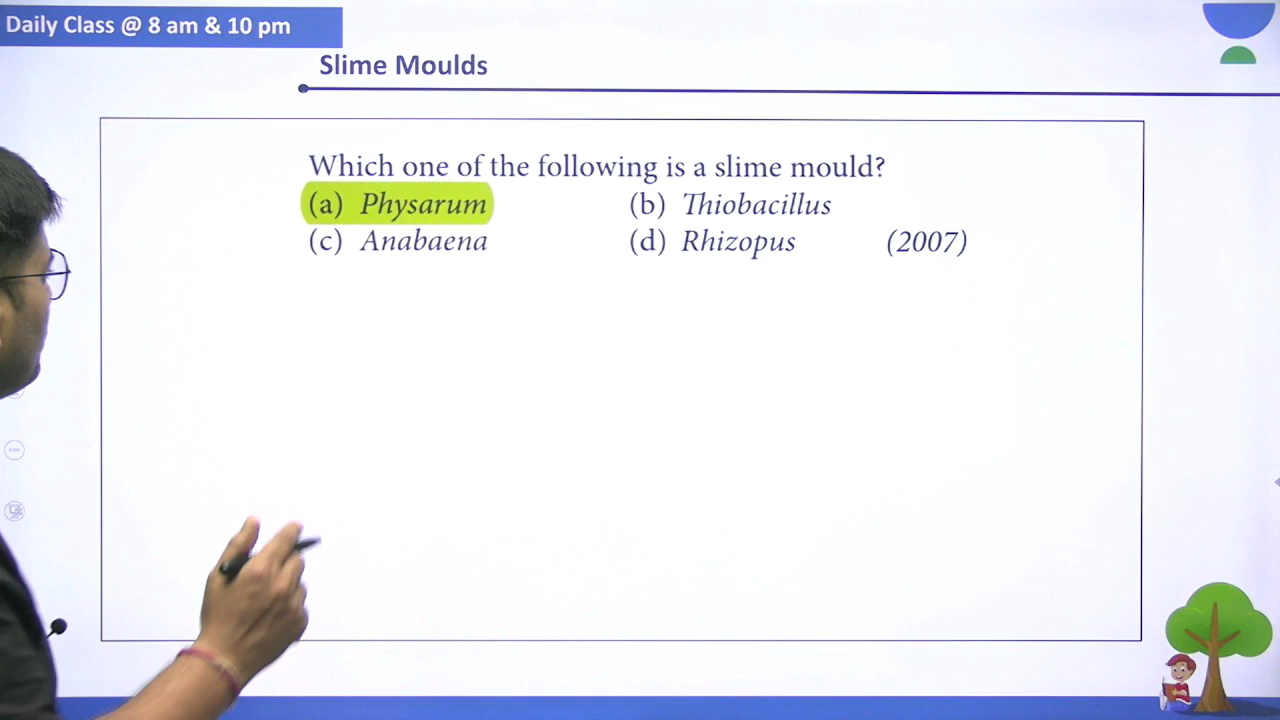 Daily Class @ 8 am & 10 pm
Slime Moulds
Which one of the following is a slime mould?
(a) Physarum (b) Thiobacillus
(c) Anabaena (d) Rhizopus (2007)